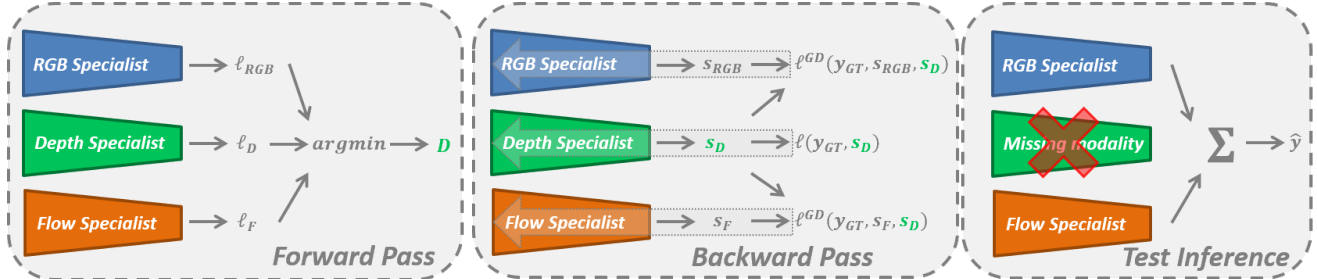 RGB Specialist
ℓ_RGB
Depth Specialist
ℓ_D
argmin
D
Flow Specialist
ℓ_F
Forward Pass
RGB Specialist
s_RGB
ℓ^GD(y_GT, s_RGB, s_D)
Depth Specialist
s_D
ℓ(y_GT, s_D)
Flow Specialist
s_F
ℓ^GD(y_GT, s_F, s_D)
Backward Pass
RGB Specialist
Missing modality
Σ
ŷ
Flow Specialist
Test Inference